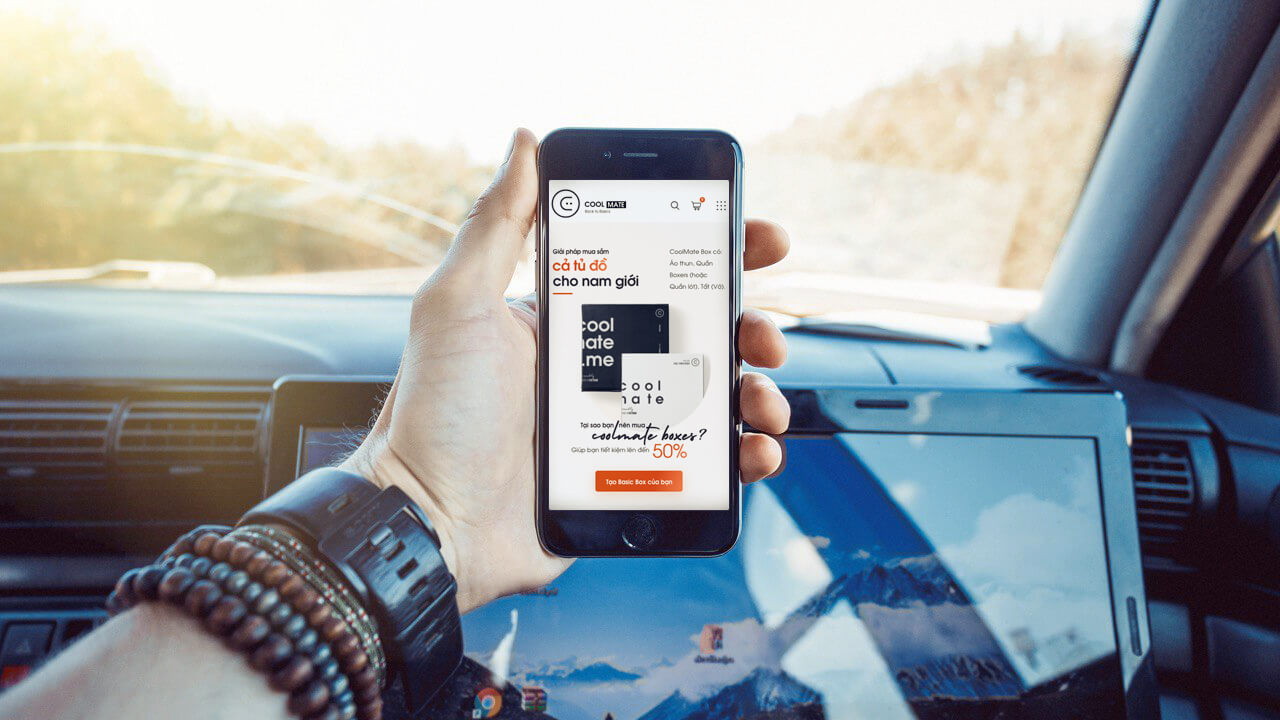 COOL MATE
Back to Basics
Giải pháp mua sắm
cả tủ đồ
cho nam giới
CoolMate Box có:
Áo thun, Quần
Boxers (hoặc
Quần lót), Tất (Vớ).
cool
mate
.me
cool
mate
Tại sao bạn nên mua
coolmate boxes?
Giúp bạn tiết kiệm lên đến 50%
Tạo Basic Box của bạn